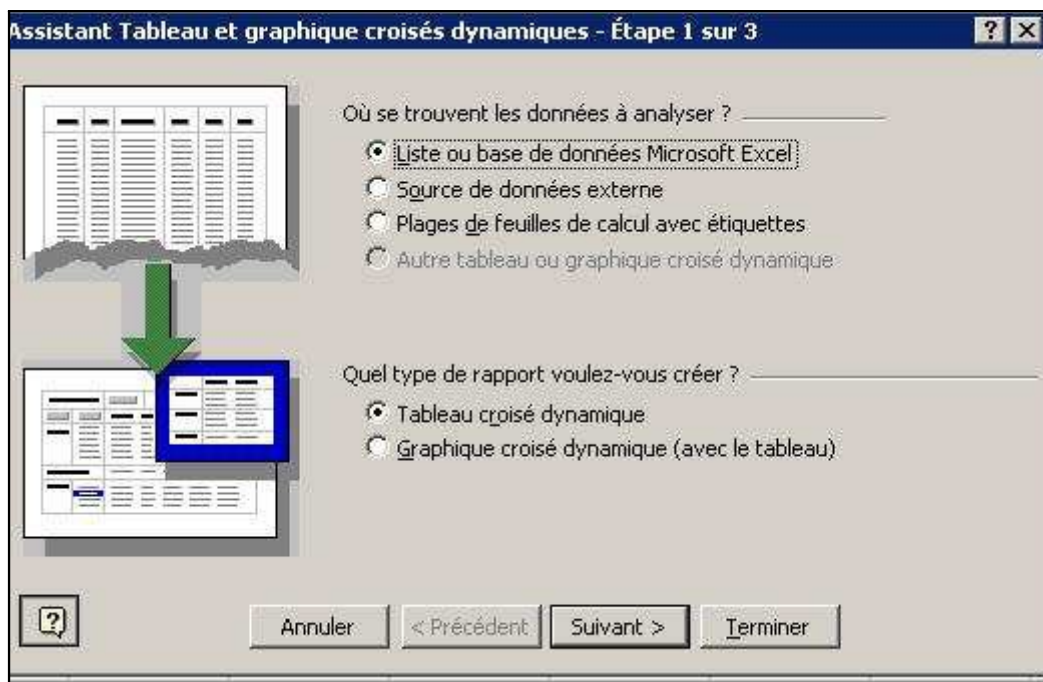 Assistant Tableau et graphique croisés dynamiques - Étape 1 sur 3
Où se trouvent les données à analyser ?
Liste ou base de données Microsoft Excel
Source de données externe
Plages de feuilles de calcul avec étiquettes
Autre tableau ou graphique croisé dynamique
Quel type de rapport voulez-vous créer ?
Tableau croisé dynamique
Graphique croisé dynamique (avec le tableau)
Annuler
< Précédent
Suivant >
Terminer